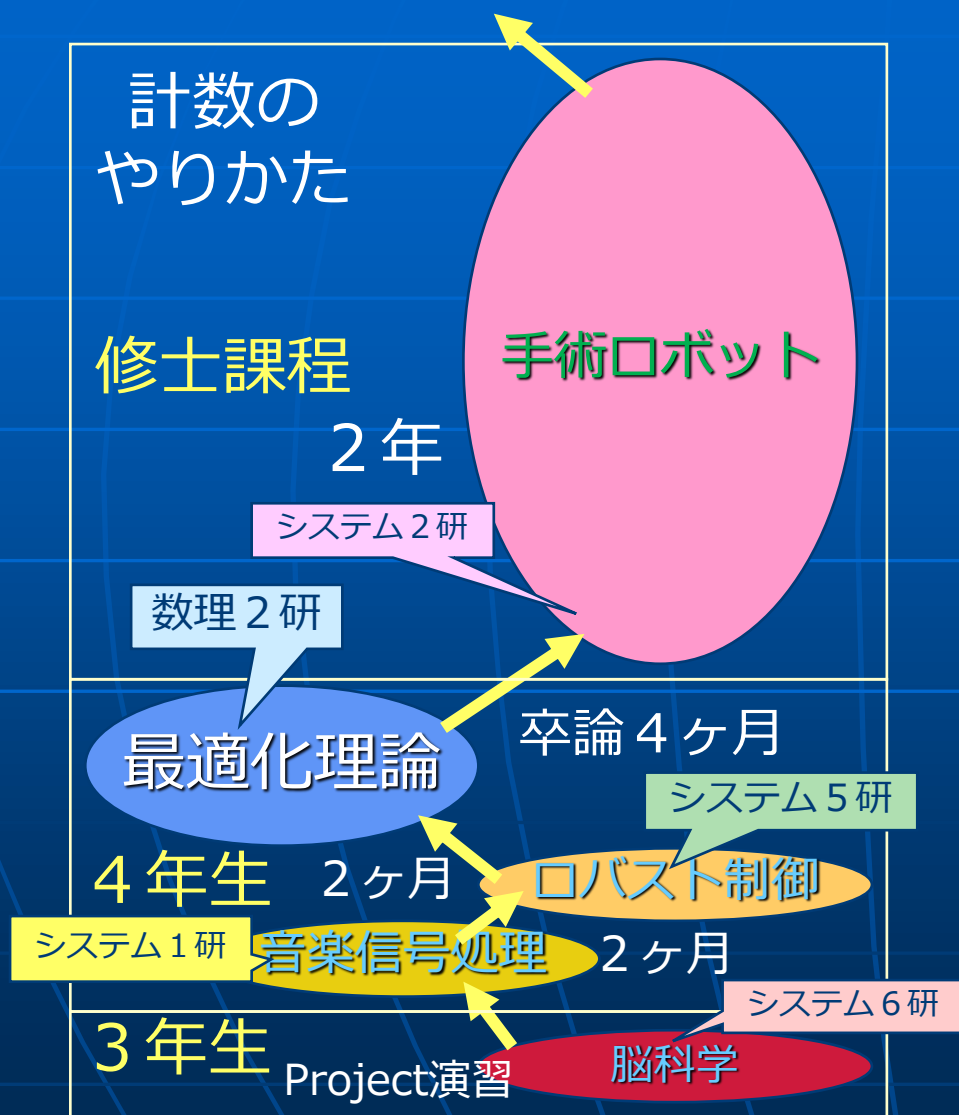 計数の
やりかた
修士課程
手術ロボット
２年
システム２研
数理２研
卒論４ヶ月
最適化理論
システム５研
４年生
２ヶ月
ロバスト制御
システム１研
音楽信号処理
２ヶ月
システム６研
３年生
Project演習
脳科学